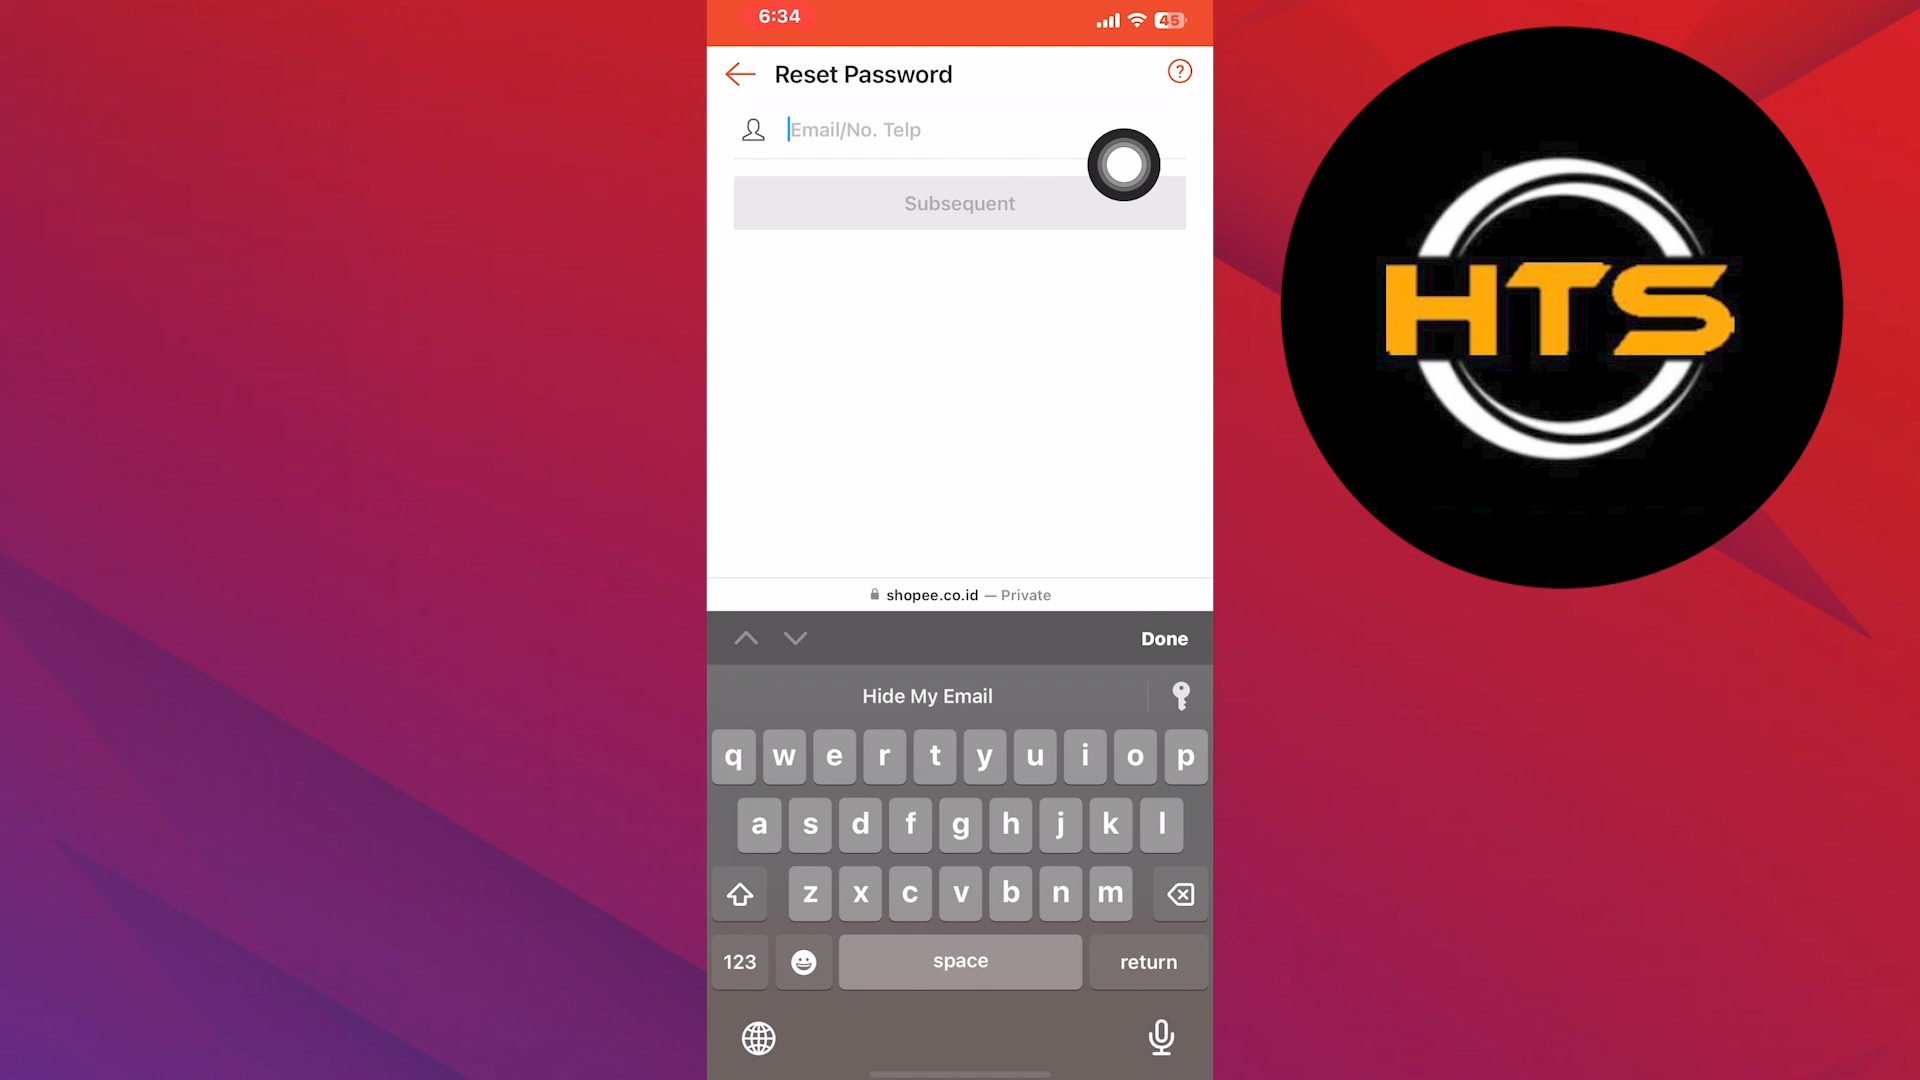 6:34
45
Reset Password
?
Email/No. Telp
Subsequent
shopee.co.id — Private
Done
Hide My Email
q w e r t y u i o p
a s d f g h j k l
z x c v b n m
123 space return
HTS